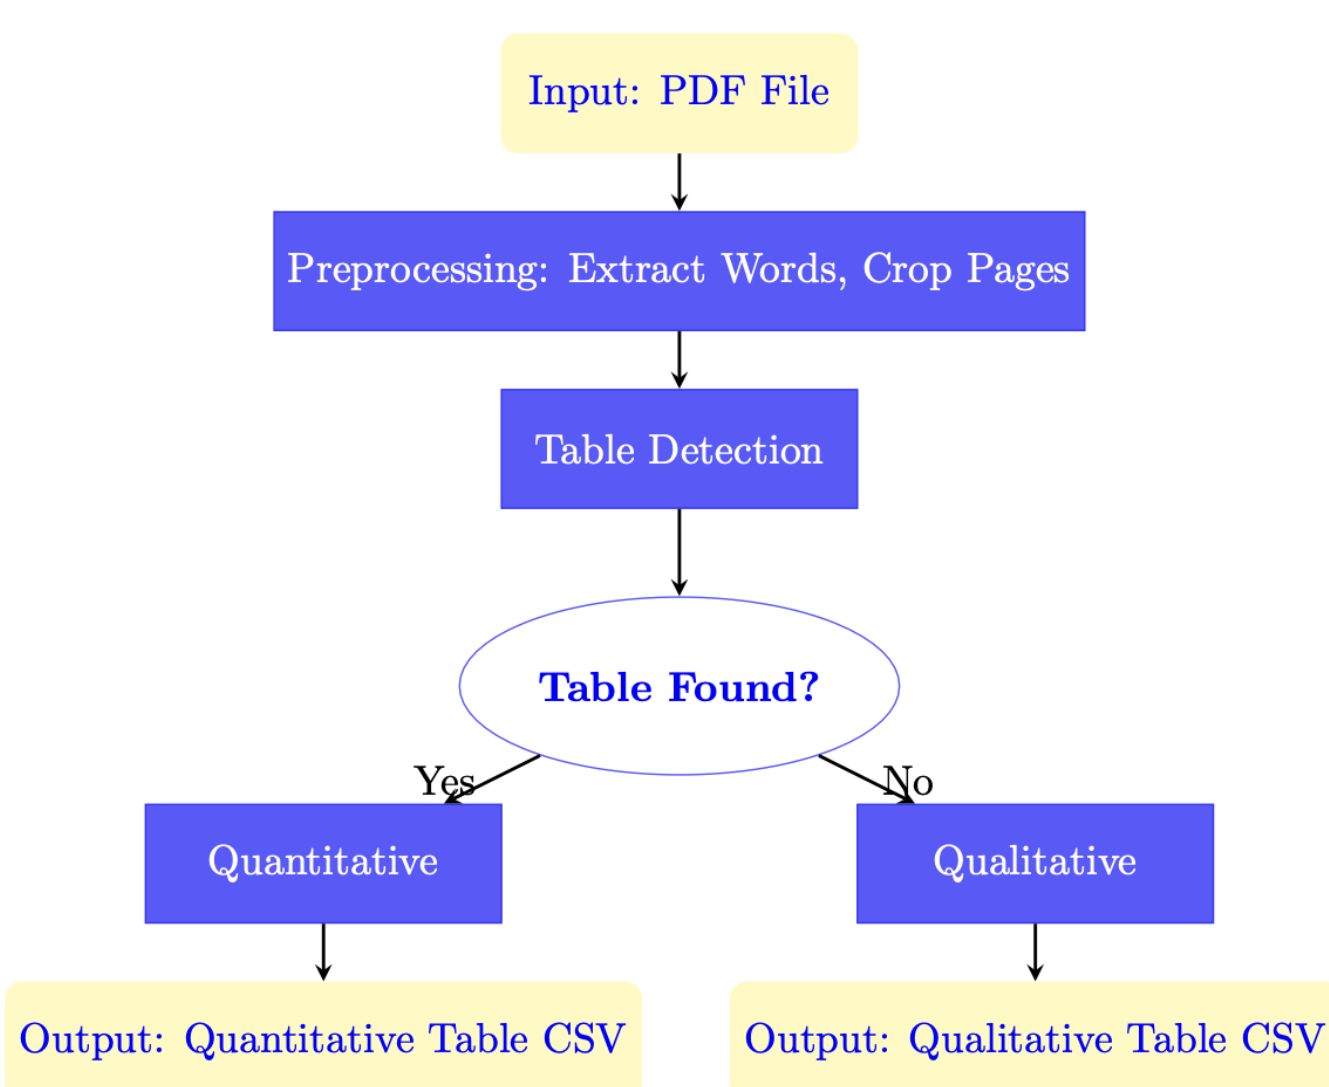 Input: PDF File
Preprocessing: Extract Words, Crop Pages
Table Detection
Table Found?
Yes
No
Quantitative
Qualitative
Output: Quantitative Table CSV
Output: Qualitative Table CSV